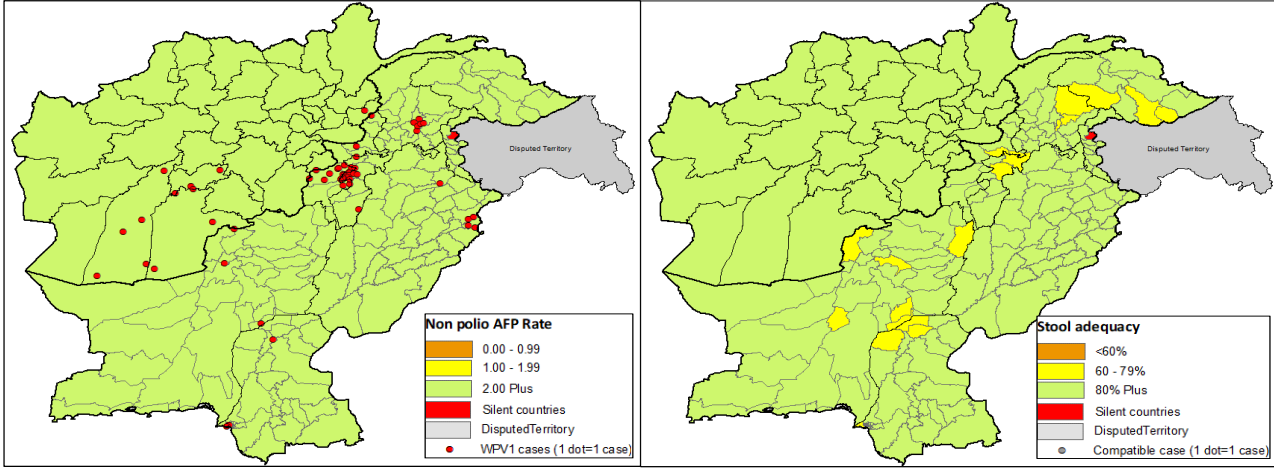 Disputed Territory
Non polio AFP Rate
0.00 - 0.99
1.00 - 1.99
2.00 Plus
Silent countries
DisputedTerritory
WPV1 cases (1 dot=1 case)
Disputed Territory
Stool adequacy
<60%
60 - 79%
80% Plus
Silent countries
DisputedTerritory
Compatible case (1 dot=1 case)